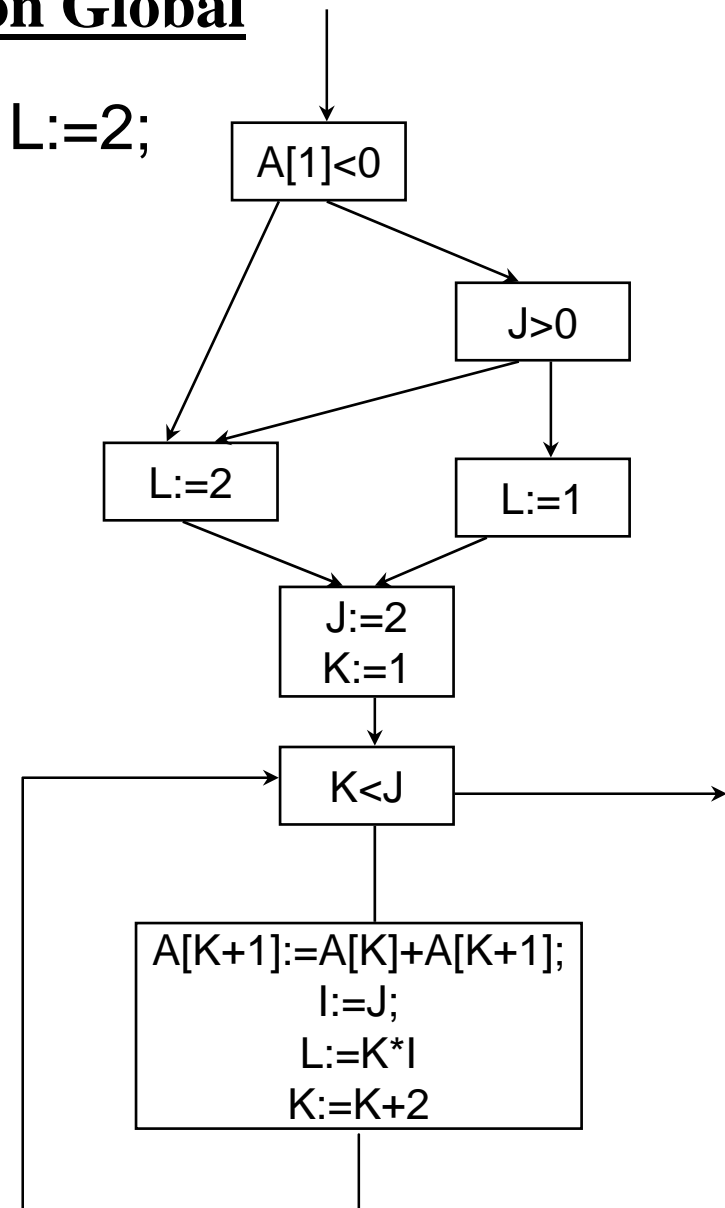 on Global
L:=2;
A[1]<0
J>0
L:=2
L:=1
J:=2
K:=1
K<J
A[K+1]:=A[K]+A[K+1];
I:=J;
L:=K*I
K:=K+2